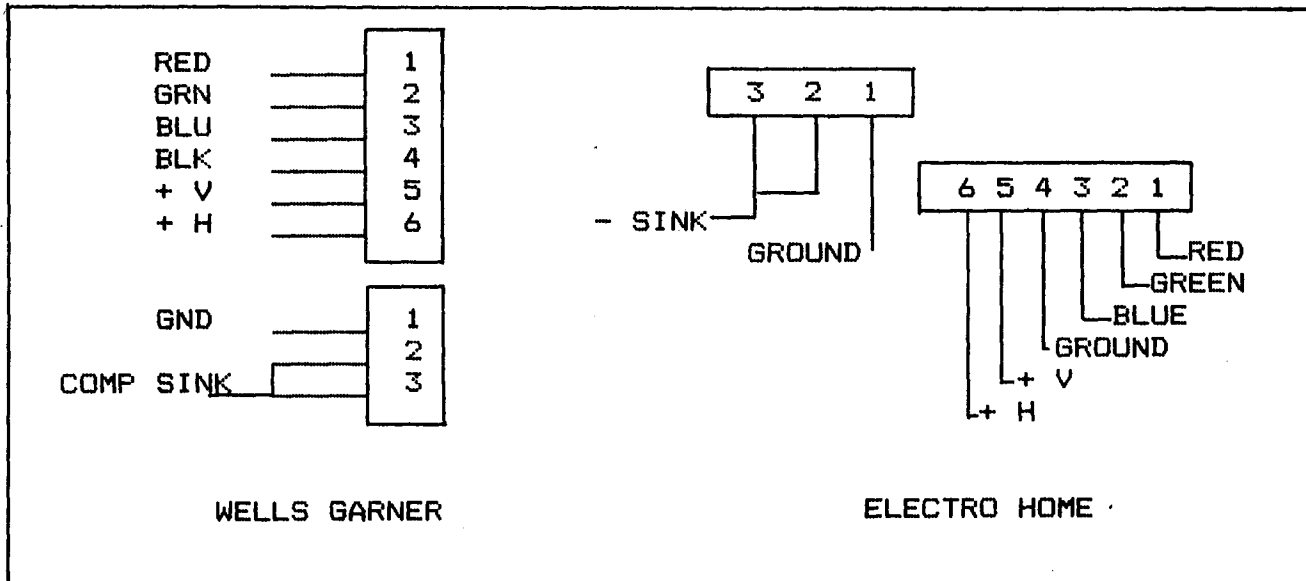 RED 1
GRN 2
BLU 3
BLK 4
+ V 5
+ H 6
GND 1
2
COMP SINK 3
WELLS GARNER
3 2 1
- SINK
GROUND
6 5 4 3 2 1
RED
GREEN
BLUE
GROUND
+ V
+ H
ELECTRO HOME